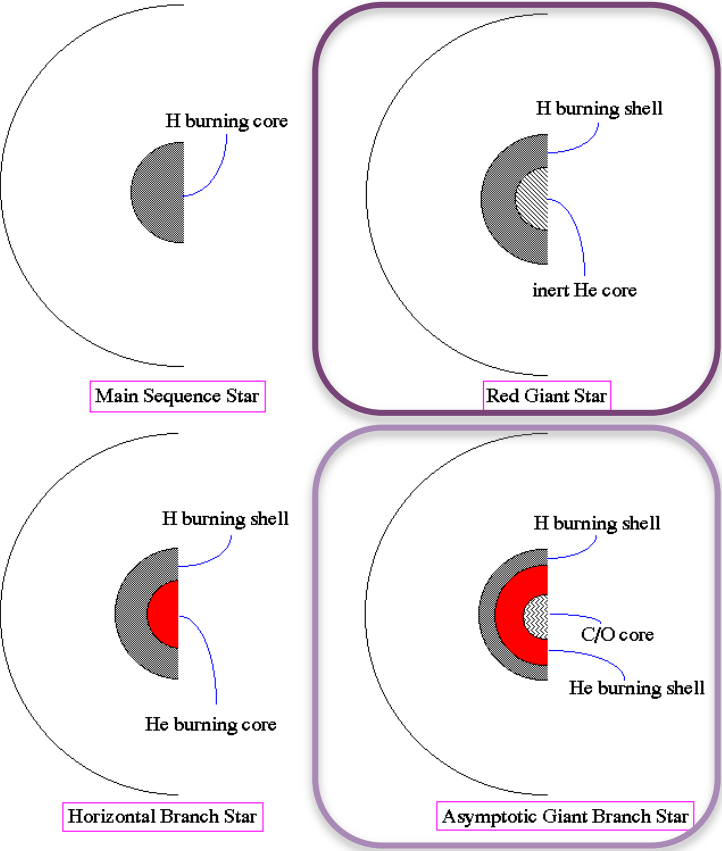 H burning core
Main Sequence Star
H burning shell
inert He core
Red Giant Star
H burning shell
He burning core
Horizontal Branch Star
H burning shell
C/O core
He burning shell
Asymptotic Giant Branch Star